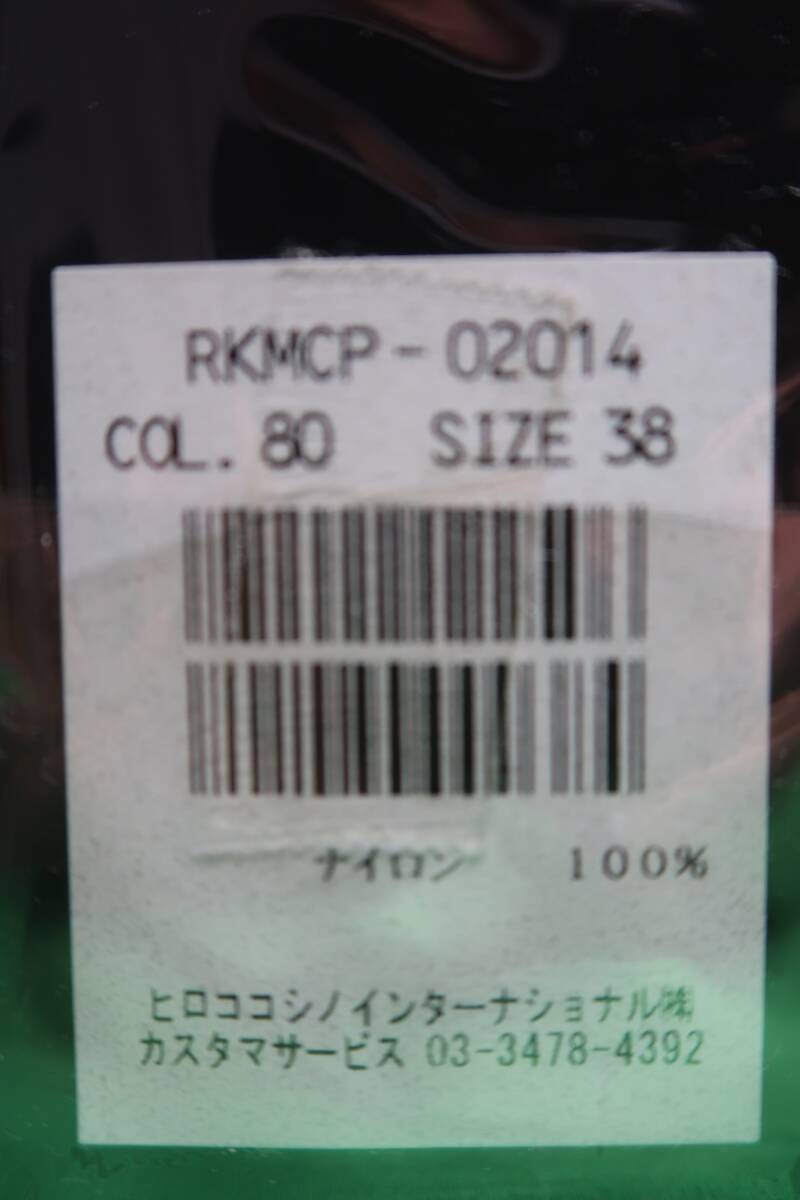 RKMCP-02014
COL. 80 SIZE 38
ナイロン 100%
ヒロココシノインターナショナル㈱
カスタマサービス 03-3478-4392